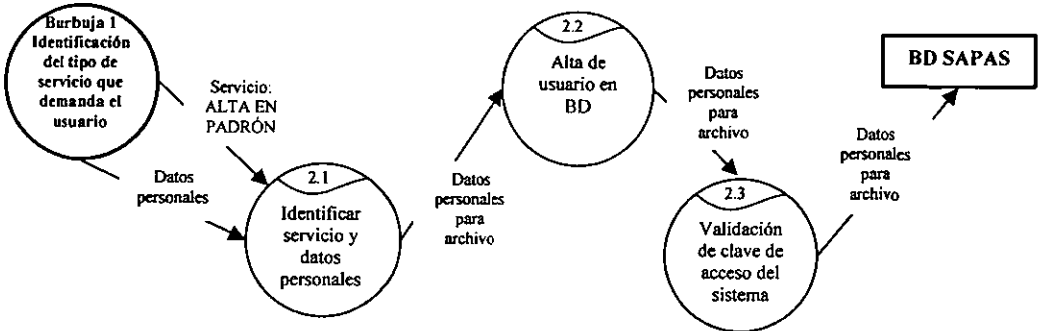 Burbuja 1
Identificación
del tipo de
servicio que
demanda el
usuario
Servicio:
ALTA EN
PADRÓN
Datos
personales
2.1
Identificar
servicio y
datos
personales
Datos
personales
para
archivo
2.2
Alta de
usuario en
BD
Datos
personales
para
archivo
2.3
Validación
de clave de
acceso del
sistema
Datos
personales
para
archivo
BD SAPAS